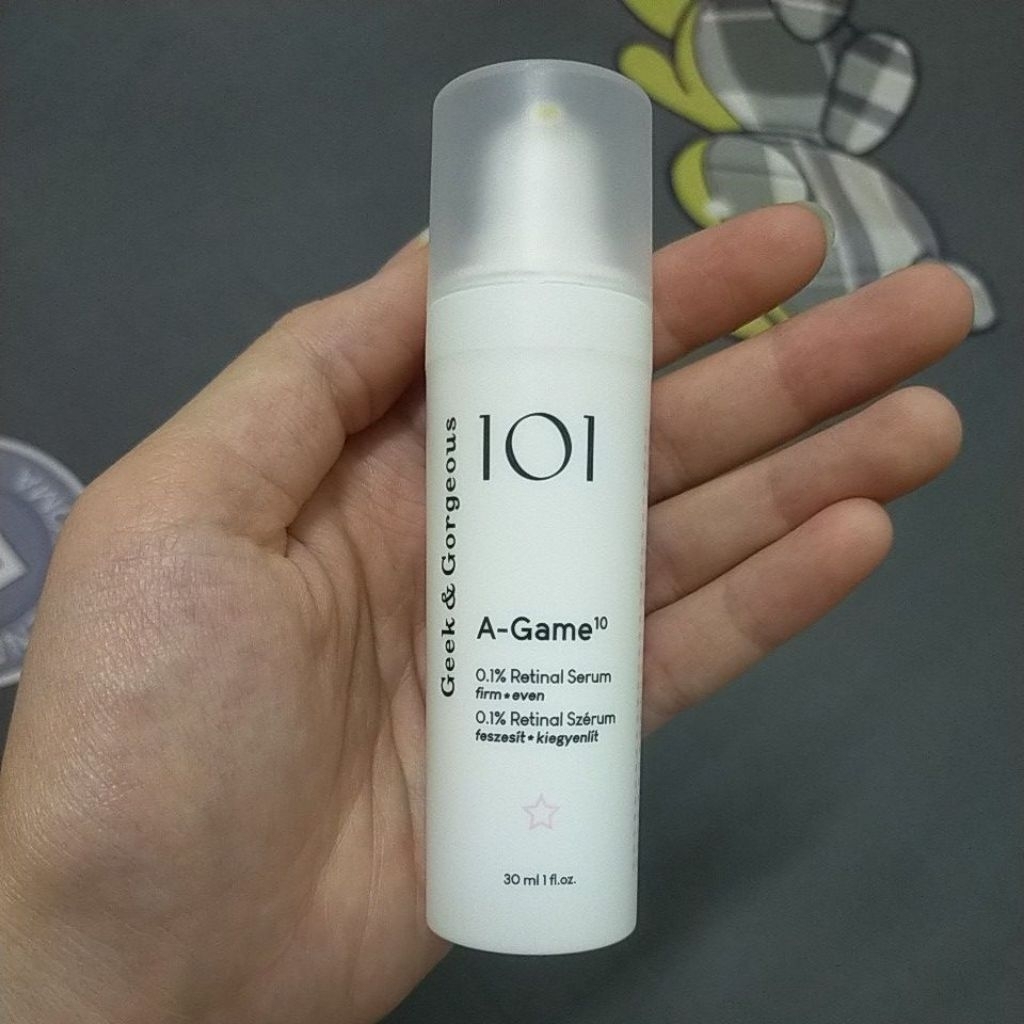 Geek & Gorgeous
101
A-Game¹⁰
0.1% Retinal Serum
firm★even
0.1% Retinal Szérum
feszesít★kiegyenlít
30 ml 1 fl.oz.